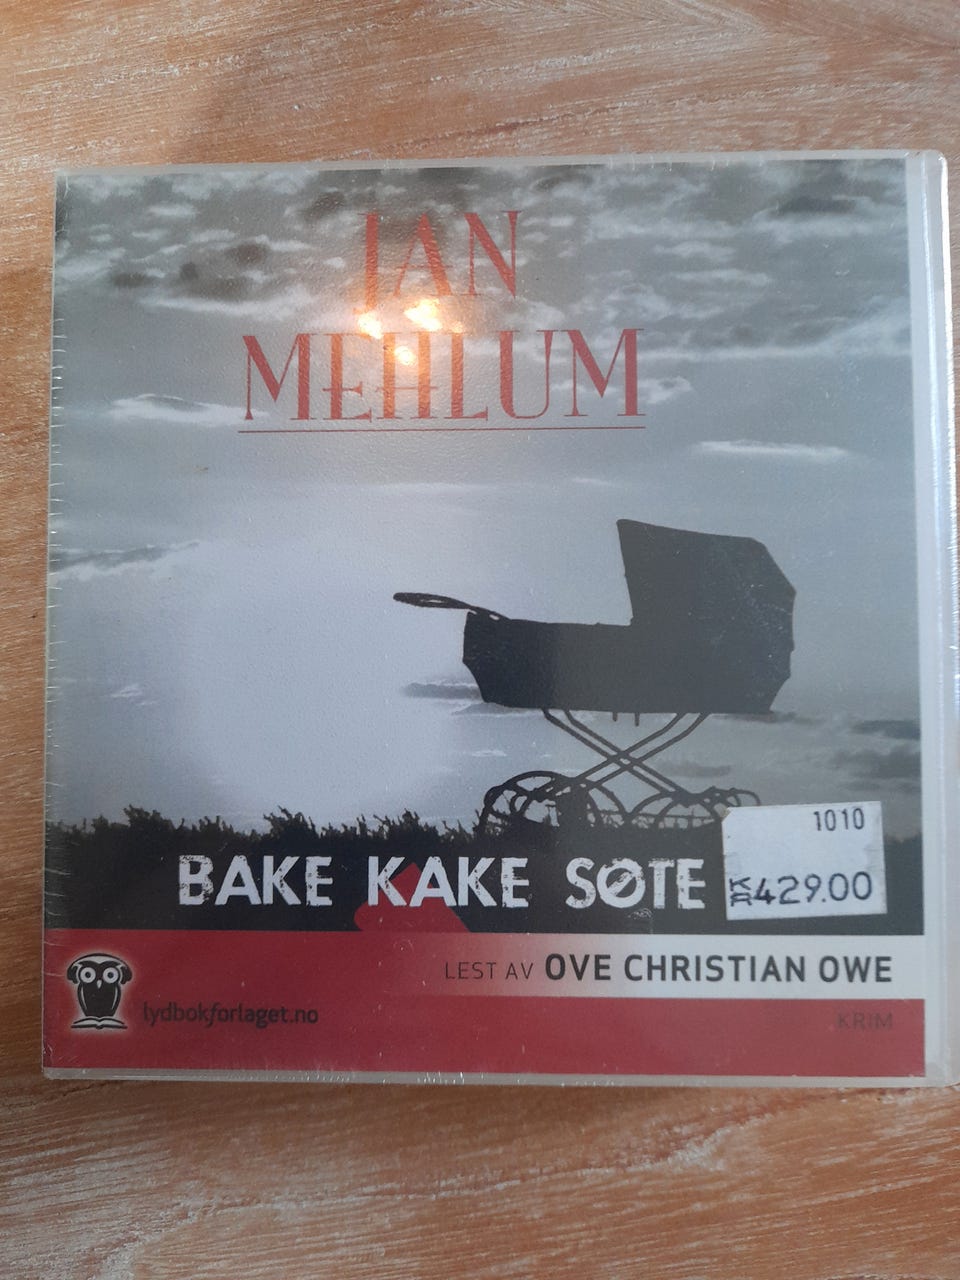 JAN
MEHLUM
1010
BAKE KAKE SØTE
KR 429.00
LEST AV OVE CHRISTIAN OWE
lydbokforlaget.no
KRIM